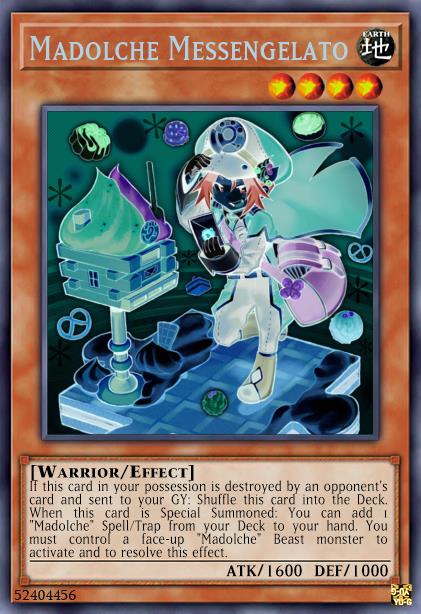 MADOLCHE MESSENGELATO
EARTH
地
[WARRIOR/EFFECT]
If this card in your possession is destroyed by an opponent's
card and sent to your GY: Shuffle this card into the Deck.
When this card is Special Summoned: You can add 1
"Madolche" Spell/Trap from your Deck to your hand. You
must control a face-up "Madolche" Beast monster to
activate and to resolve this effect.
ATK/1600 DEF/1000
52404456